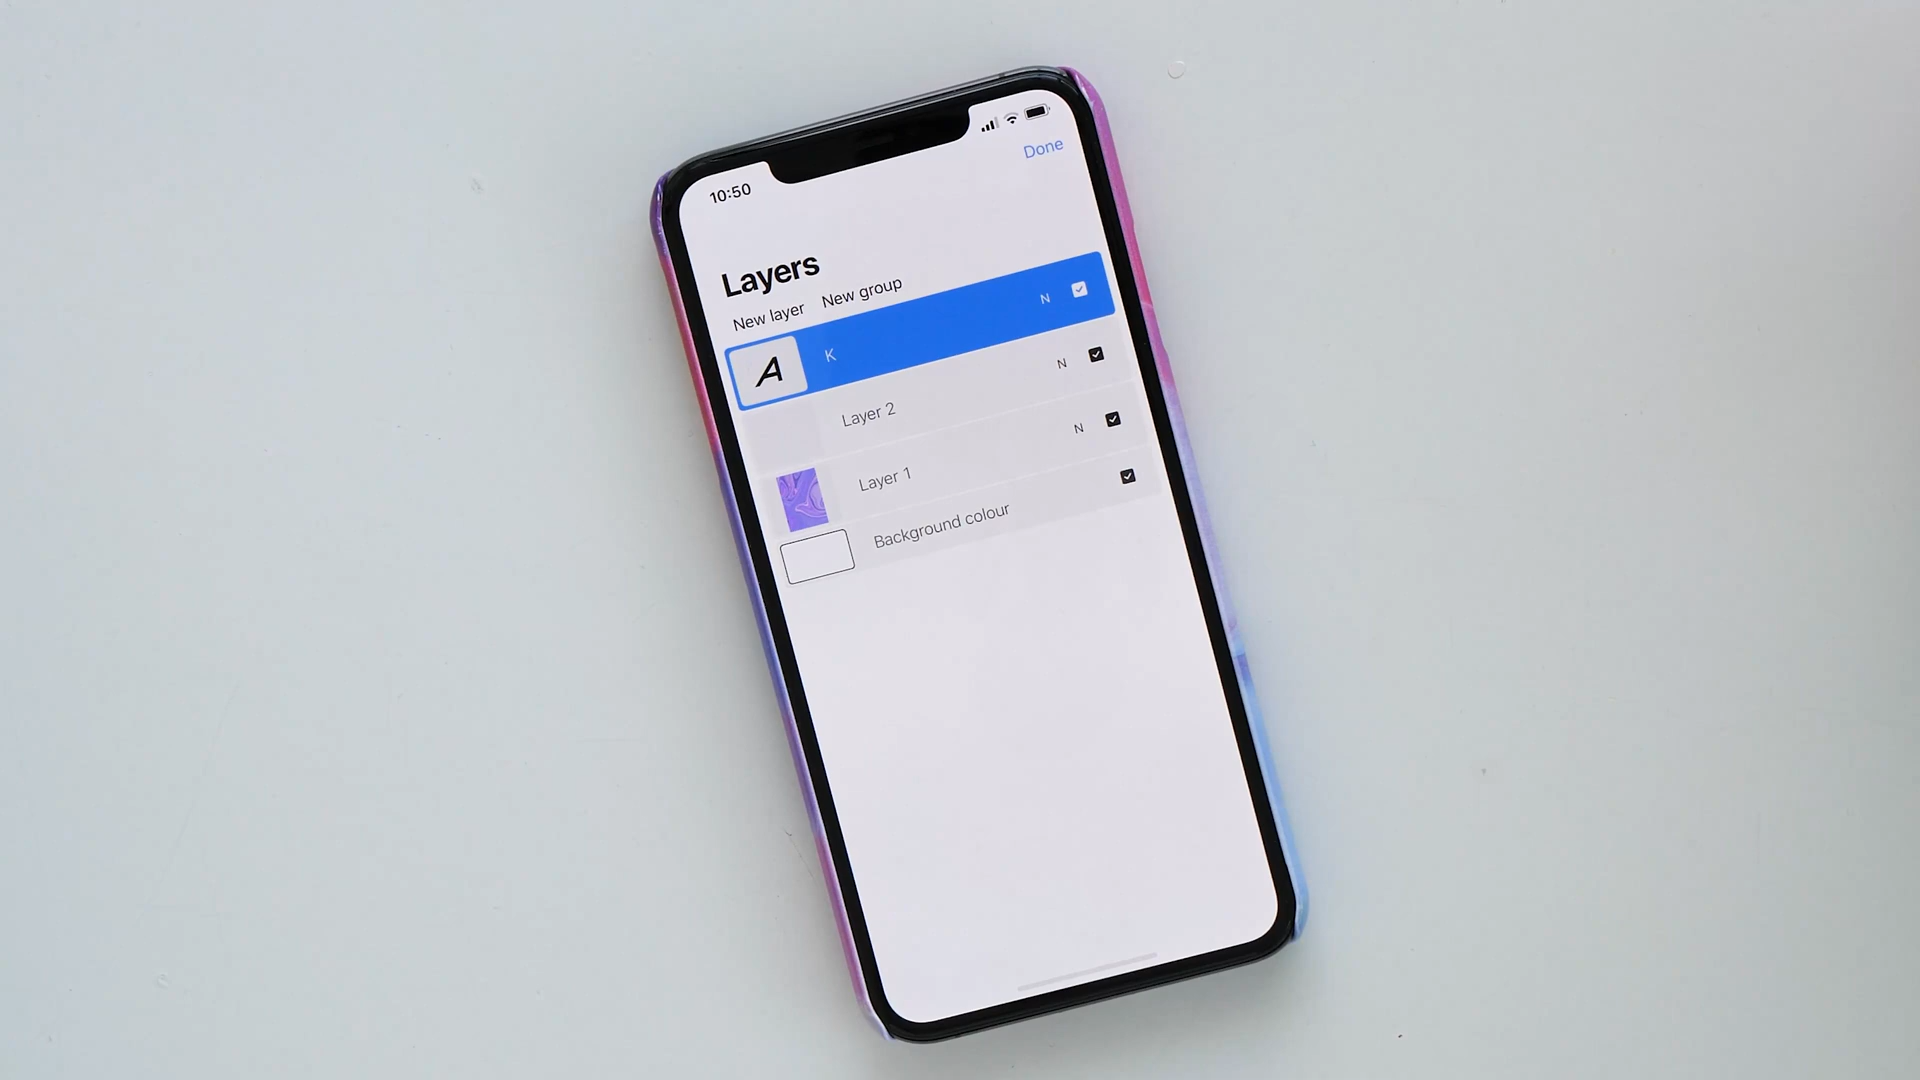 10:50
Done
Layers
New layer New group
A K N
Layer 2 N
Layer 1 N
Background colour